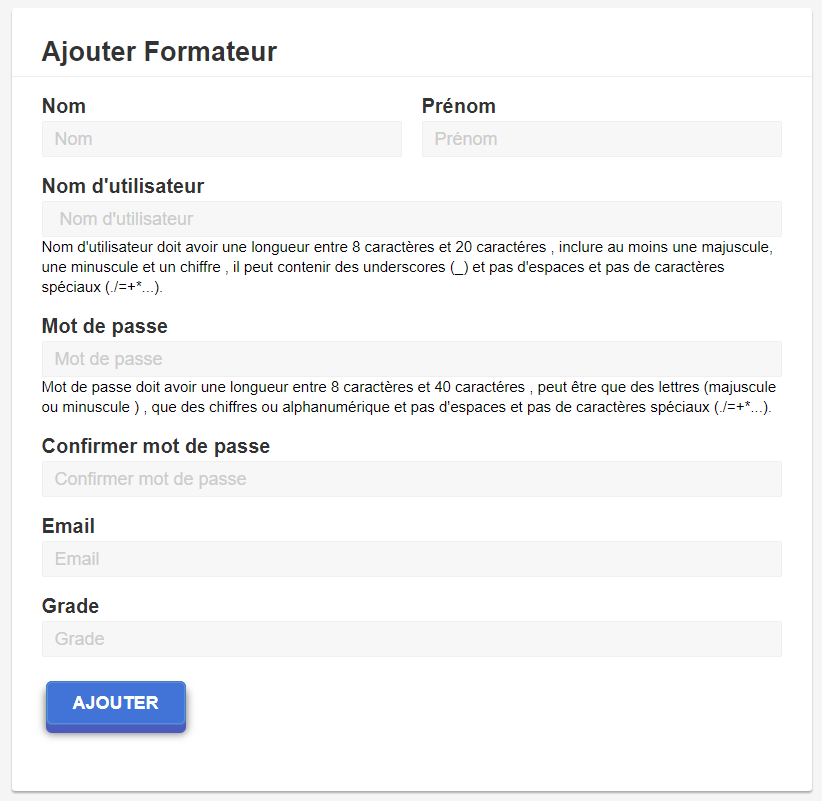 Ajouter Formateur
Nom
Prénom
Nom
Prénom
Nom d'utilisateur
Nom d'utilisateur
Nom d'utilisateur doit avoir une longueur entre 8 caractères et 20 caractéres , inclure au moins une majuscule,
une minuscule et un chiffre , il peut contenir des underscores (_) et pas d'espaces et pas de caractères
spéciaux (./=+*...).
Mot de passe
Mot de passe
Mot de passe doit avoir une longueur entre 8 caractères et 40 caractéres , peut être que des lettres (majuscule
ou minuscule ) , que des chiffres ou alphanumérique et pas d'espaces et pas de caractères spéciaux (./=+*...).
Confirmer mot de passe
Confirmer mot de passe
Email
Email
Grade
Grade
AJOUTER